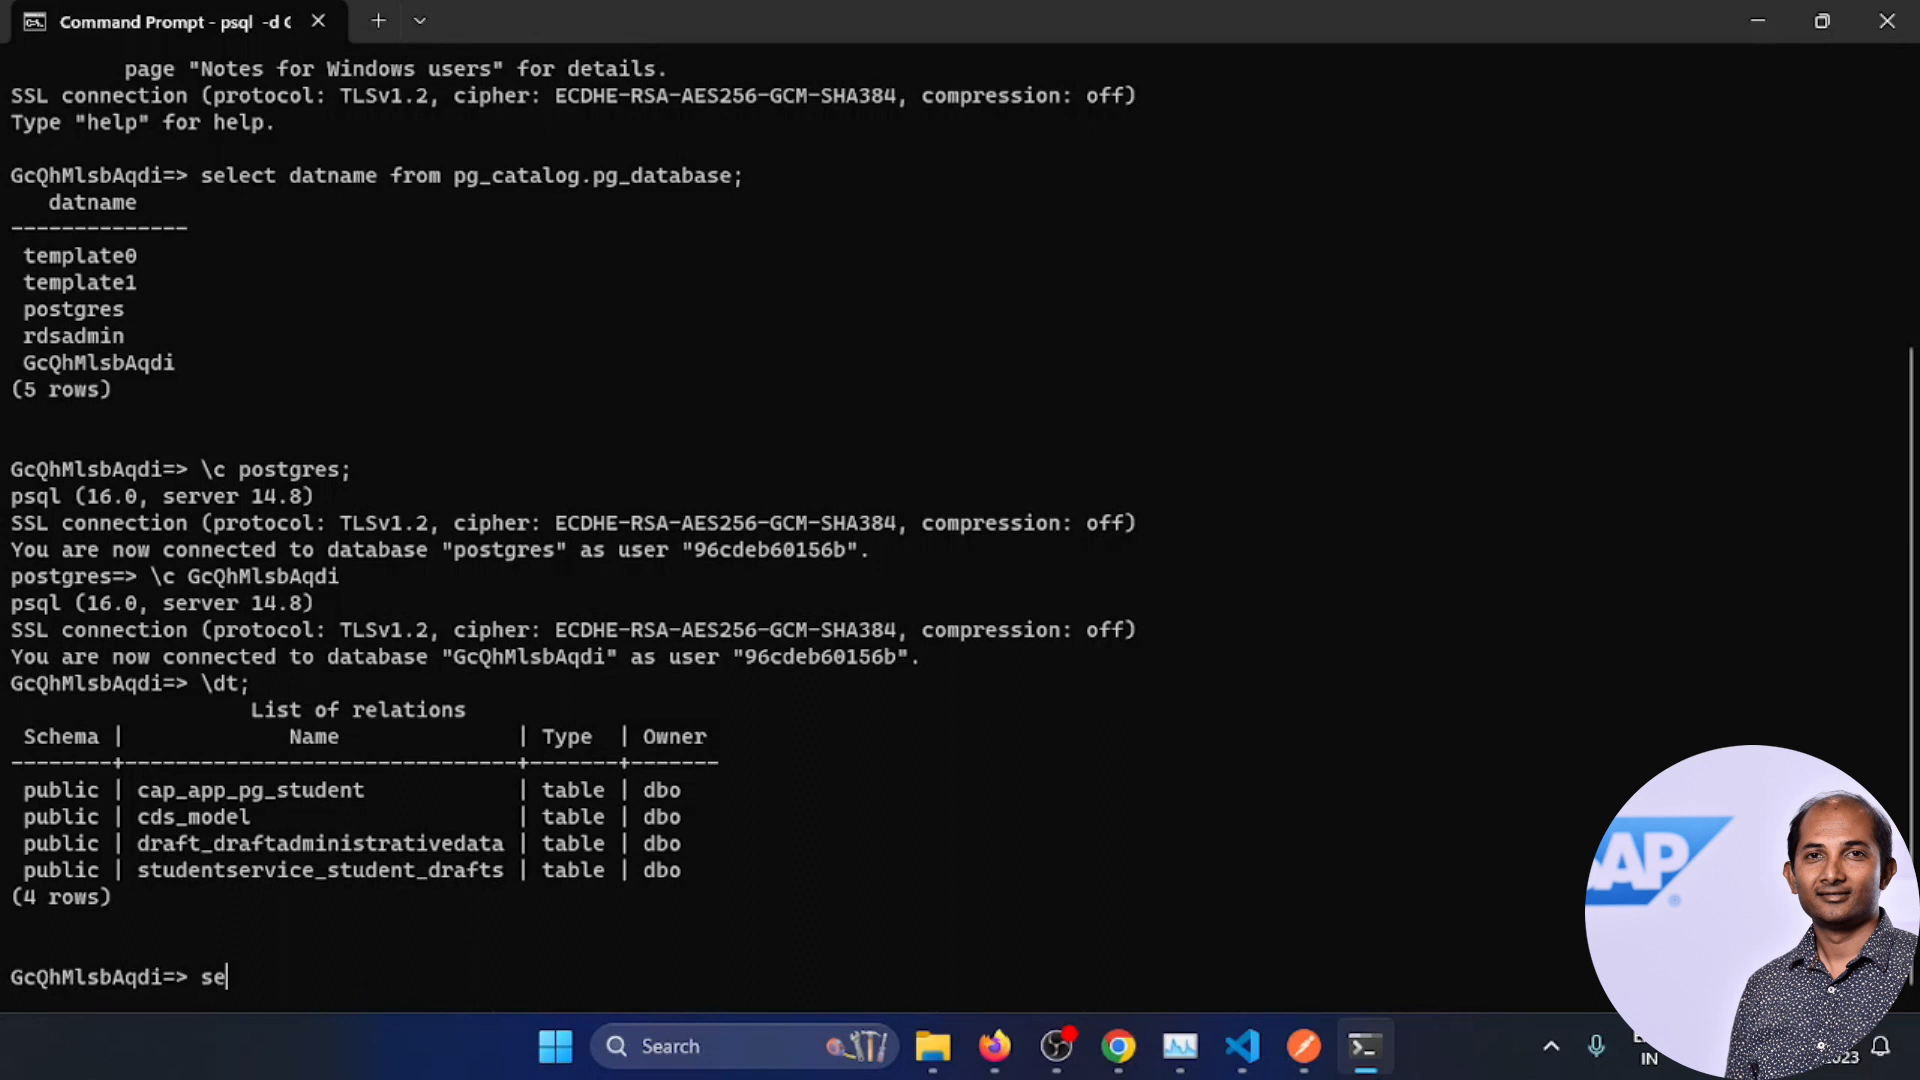 Command Prompt - psql -d G
page "Notes for Windows users" for details.
SSL connection (protocol: TLSv1.2, cipher: ECDHE-RSA-AES256-GCM-SHA384, compression: off)
Type "help" for help.
GcQhMlsbAqdi=> select datname from pg_catalog.pg_database;
datname
--------------
template0
template1
postgres
rdsadmin
GcQhMlsbAqdi
(5 rows)
GcQhMlsbAqdi=> \c postgres;
psql (16.0, server 14.8)
SSL connection (protocol: TLSv1.2, cipher: ECDHE-RSA-AES256-GCM-SHA384, compression: off)
You are now connected to database "postgres" as user "96cdeb60156b".
postgres=> \c GcQhMlsbAqdi
psql (16.0, server 14.8)
SSL connection (protocol: TLSv1.2, cipher: ECDHE-RSA-AES256-GCM-SHA384, compression: off)
You are now connected to database "GcQhMlsbAqdi" as user "96cdeb60156b".
GcQhMlsbAqdi=> \dt;
List of relations
Schema | Name | Type | Owner
--------+-------------------------------+-------+-------
public | cap_app_pg_student | table | dbo
public | cds_model | table | dbo
public | draft_draftadministrativedata | table | dbo
public | studentservice_student_drafts | table | dbo
(4 rows)
GcQhMlsbAqdi=> se
SAP
Search
IN
2023